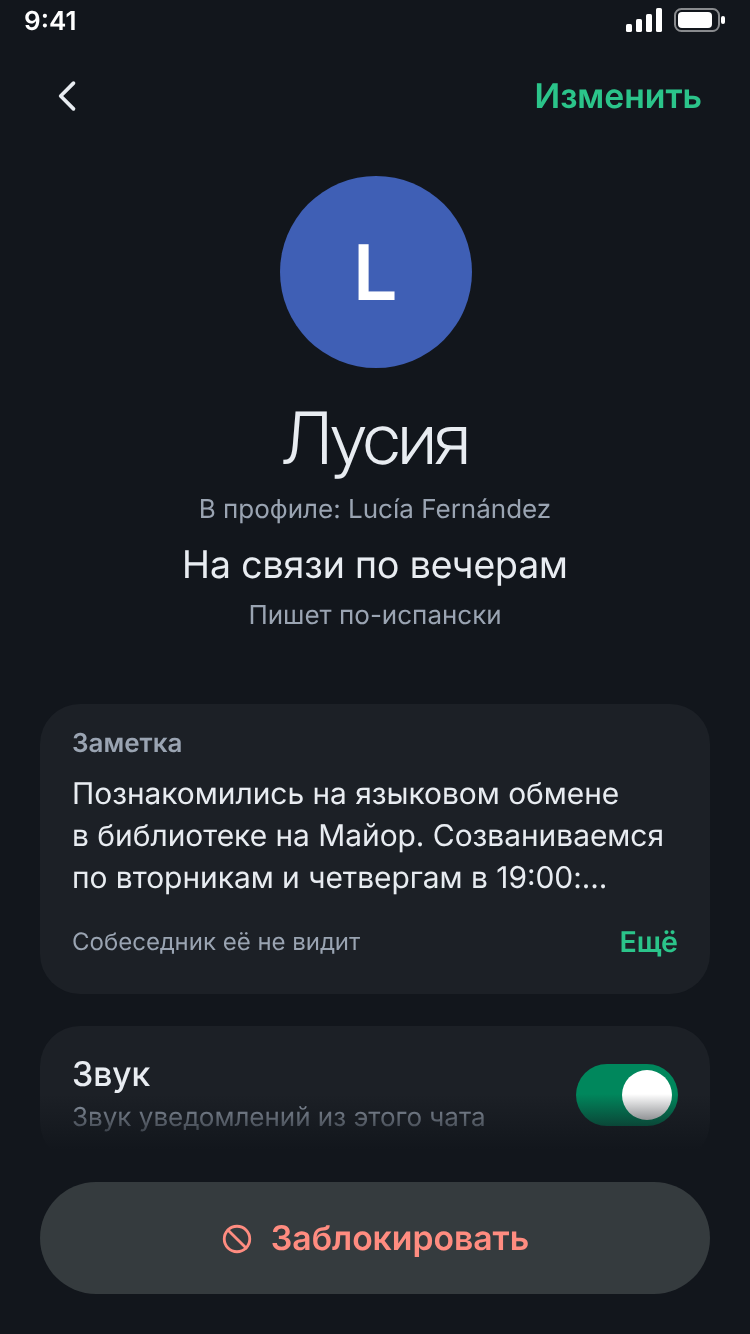 9:41
Изменить
L
Лусия
В профиле: Lucía Fernández
На связи по вечерам
Пишет по-испански
Заметка
Познакомились на языковом обмене
в библиотеке на Майор. Созваниваемся
по вторникам и четвергам в 19:00:...
Собеседник её не видит
Ещё
Звук
Звук уведомлений из этого чата
Заблокировать